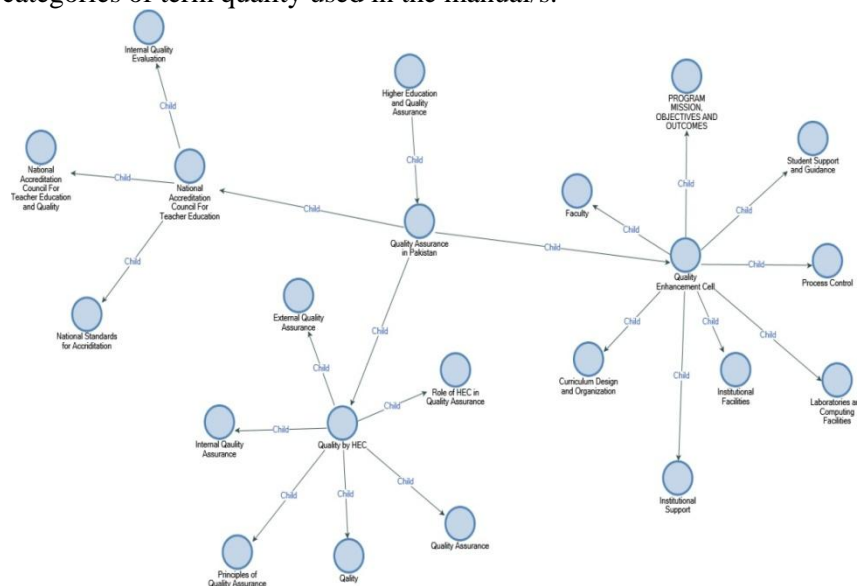 categories of term quality used in the manual/s.
Internal Quality
Evaluation
Child
National
Accreditation
Council For
Teacher Education
and Quality
Child
National
Accreditation
Council For
Teacher Education
Child
National Standards
for Accriditation
Higher Education
and Quality
Assurance
Child
Child
Quality Assurance
in Pakistan
Child
Child
PROGRAM
MISSION,
OBJECTIVES AND
OUTCOMES
Child
Student Support
and Guidance
Child
Faculty
Child
Quality
Enhancement Cell
Child
Process Control
Child
Curriculum Design
and Organization
Child
Institutional
Facilities
Child
Laboratories an
Computing
Facilities
Child
Institutional
Support
External Quality
Assurance
Child
Role of HEC in
Quality Assurance
Child
Internal Qaulity
Assurance
Child
Quality by HEC
Child
Principles of
Quality Assurance
Child
Qality
Child
Quality Assurance